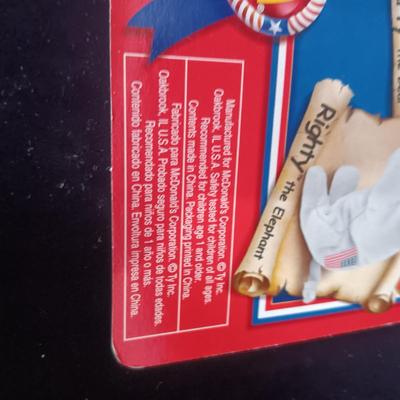 Manufactured for McDonald's Corporation. © Ty Inc.
Oakbrook, IL U.S.A. Safety tested for children of all ages.
Recommended for children age 1 and older.
Contents made in China. Packaging printed in China.
Fabricado para McDonald's Corporation. © Ty Inc.
Oakbrook, IL U.S.A. Probado seguro para niños de todas edades.
Recomendado para niños de 1 año o más.
Contenido fabricado en China. Envoltura impresa en China.
Righty the Elephant
the